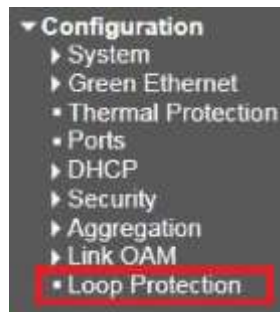 Configuration
System
Green Ethernet
Thermal Protection
Ports
DHCP
Security
Aggregation
Link OAM
Loop Protection